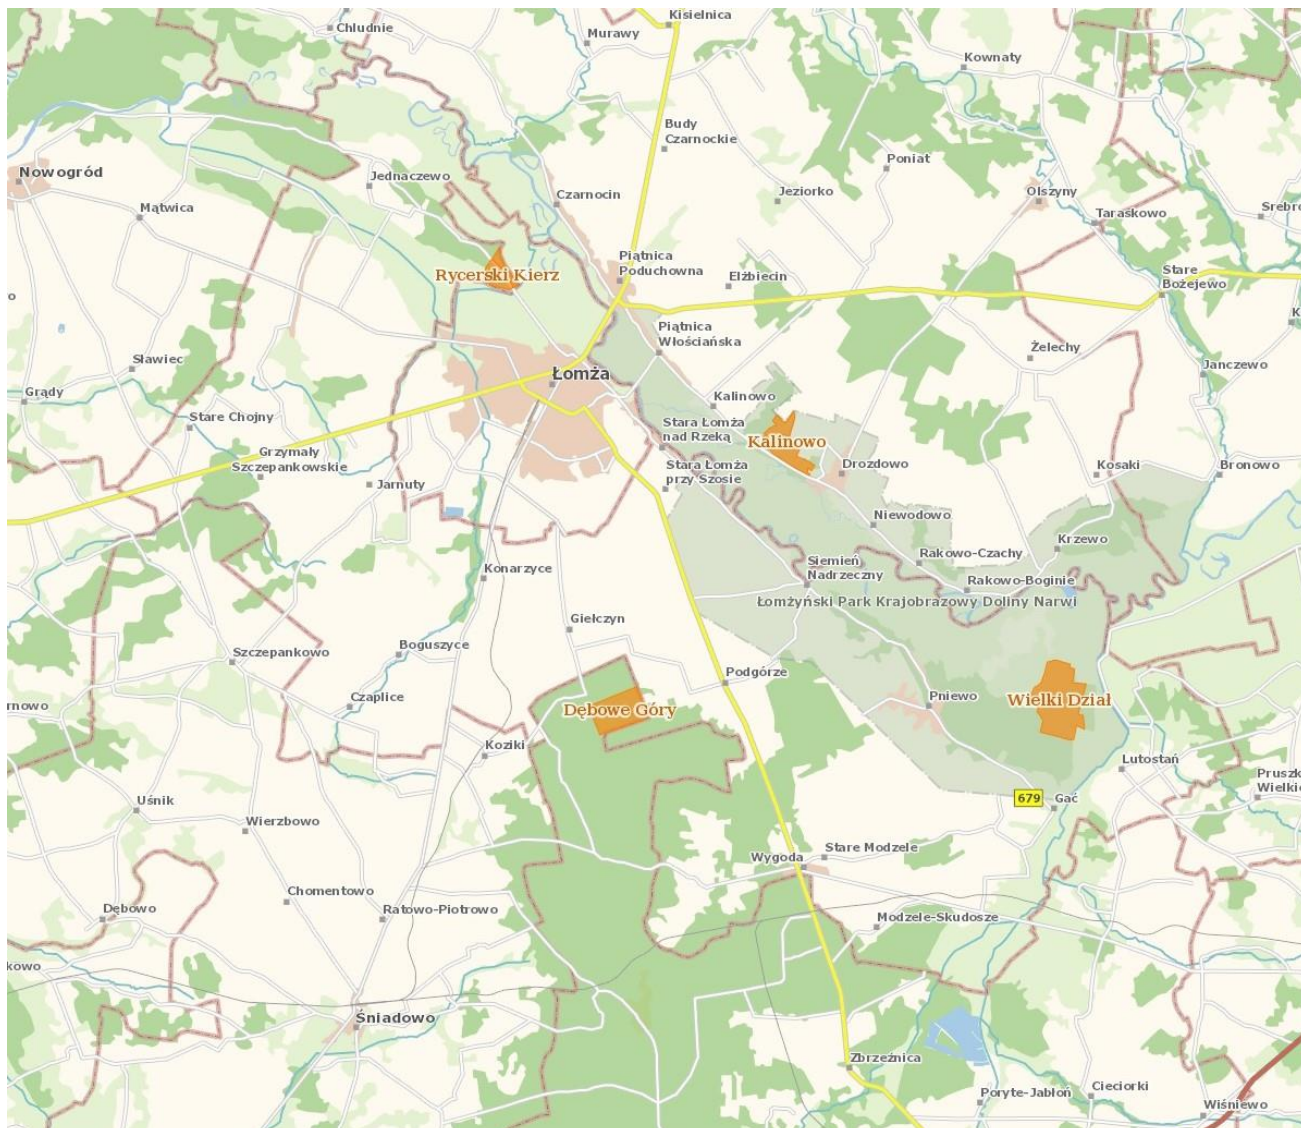 Kisielnica
Chludnie
Murawy
Kownaty
Budy
Czarnockie
Poniat
Nowogród
Jednaczewo
Czarnocin
Jeziorko
Olszyny
Mątwica
Srebro
Taraskowo
Piątnica
Poduchowna
Rycerski Kierz
Elżbiecin
Stare
Bożejewo
o
K
Piątnica
Włościańska
Żelechy
Sławiec
Łomża
Janczewo
Grądy
Kalinowo
Stare Chojny
Stara Łomża
nad Rzeką
Kalinowo
Grzymały
Szczepankowskie
Stara Łomża
przy Szosie
Drozdowo
Kosaki
Bronowo
Jarnuty
Niewodowo
Krzewo
Rakowo-Czachy
Siemień
Nadrzeczny
Konarzyce
Rakowo-Boginie
Łomżyński Park Krajobrazowy Doliny Narwi
Giełczyn
Boguszyce
Szczepankowo
Podgórze
Czaplice
Pniewo
Wielki Dział
rnowo
Dębowe Góry
Koziki
Lutostań
Pruszk
Wielkie
679
Gać
Uśnik
Wierzbowo
Stare Modzele
Wygoda
Chomentowo
Dębowo
Ratowo-Piotrowo
Modzele-Skudosze
kowo
Śniadowo
Zbrzeźnica
Poryte-Jabłoń
Cieciorki
Wiśniewo